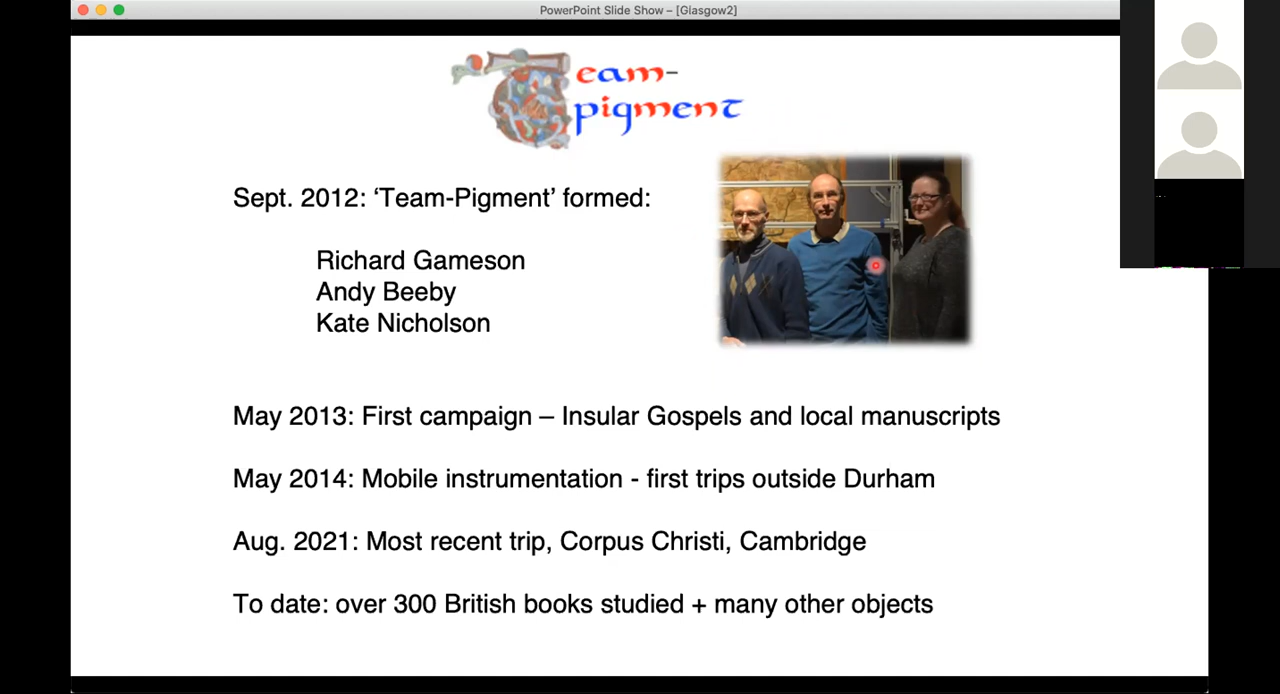 PowerPoint Slide Show – [Glasgow2]
Team-
pigment
Sept. 2012: ‘Team-Pigment’ formed:
Richard Gameson
Andy Beeby
Kate Nicholson
May 2013: First campaign – Insular Gospels and local manuscripts
May 2014: Mobile instrumentation - first trips outside Durham
Aug. 2021: Most recent trip, Corpus Christi, Cambridge
To date: over 300 British books studied + many other objects